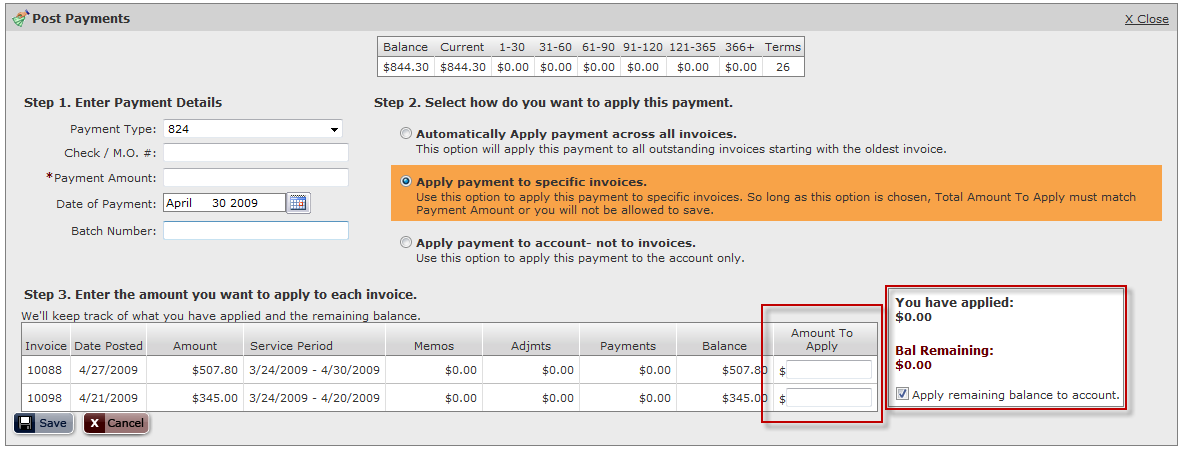 Post Payments
X Close
Balance Current 1-30 31-60 61-90 91-120 121-365 366+ Terms
$844.30 $844.30 $0.00 $0.00 $0.00 $0.00 $0.00 $0.00 26
Step 1. Enter Payment Details
Payment Type: 824
Check / M.O. #:
*Payment Amount:
Date of Payment: April 30 2009
Batch Number:
Step 2. Select how do you want to apply this payment.
Automatically Apply payment across all invoices.
This option will apply this payment to all outstanding invoices starting with the oldest invoice.
Apply payment to specific invoices.
Use this option to apply this payment to specific invoices. So long as this option is chosen, Total Amount To Apply must match
Payment Amount or you will not be allowed to save.
Apply payment to account- not to invoices.
Use this option to apply this payment to the account only.
Step 3. Enter the amount you want to apply to each invoice.
We'll keep track of what you have applied and the remaining balance.
Invoice Date Posted Amount Service Period Memos Adjmts Payments Balance Amount To
Apply
10088 4/27/2009 $507.80 3/24/2009 - 4/30/2009 $0.00 $0.00 $0.00 $507.80 $
10098 4/21/2009 $345.00 3/24/2009 - 4/20/2009 $0.00 $0.00 $0.00 $345.00 $
You have applied:
$0.00
Bal Remaining:
$0.00
Apply remaining balance to account.
Save X Cancel